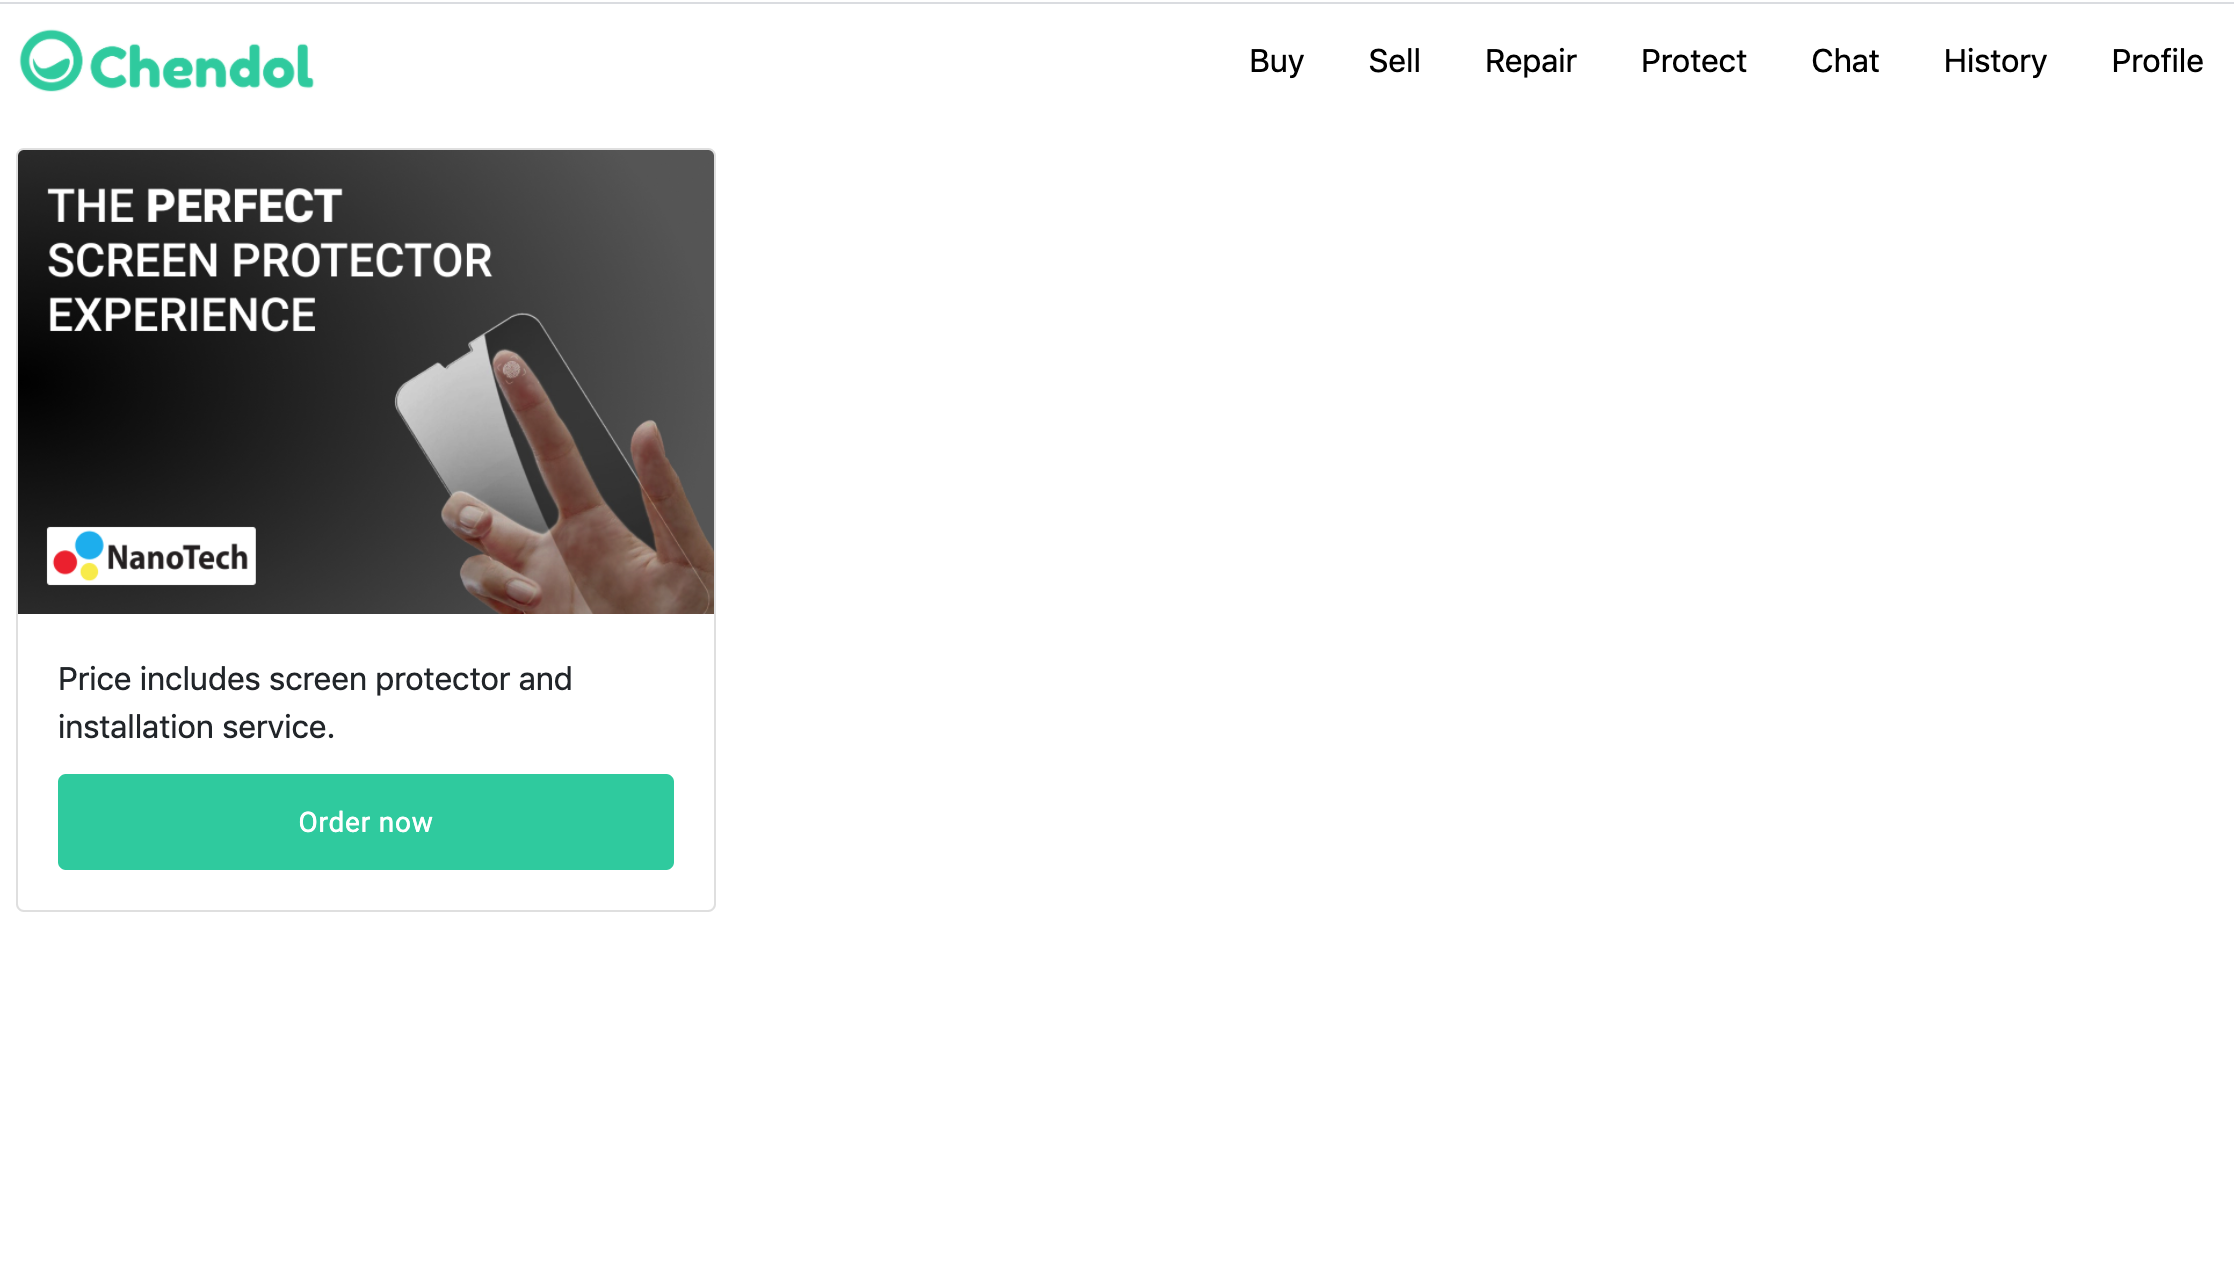 Chendol
Buy Sell Repair Protect Chat History Profile
THE PERFECT
SCREEN PROTECTOR
EXPERIENCE
NanoTech
Price includes screen protector and
installation service.
Order now